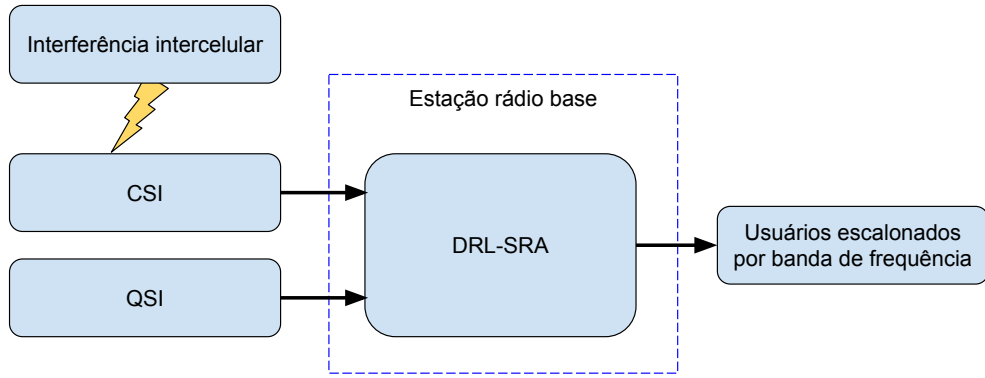 Interferência intercelular
Estação rádio base
CSI
DRL-SRA
QSI
Usuários escalonados
por banda de frequência